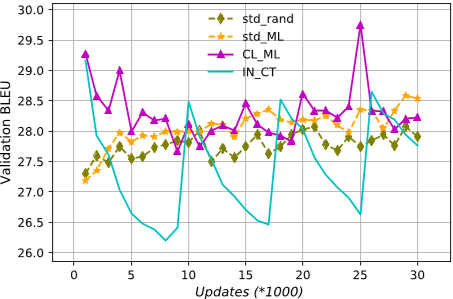 30.0
29.5
29.0
28.5
28.0
27.5
27.0
26.5
26.0
Validation BLEU
std_rand
std_ML
CL_ML
IN_CT
0 5 10 15 20 25 30
Updates (*1000)